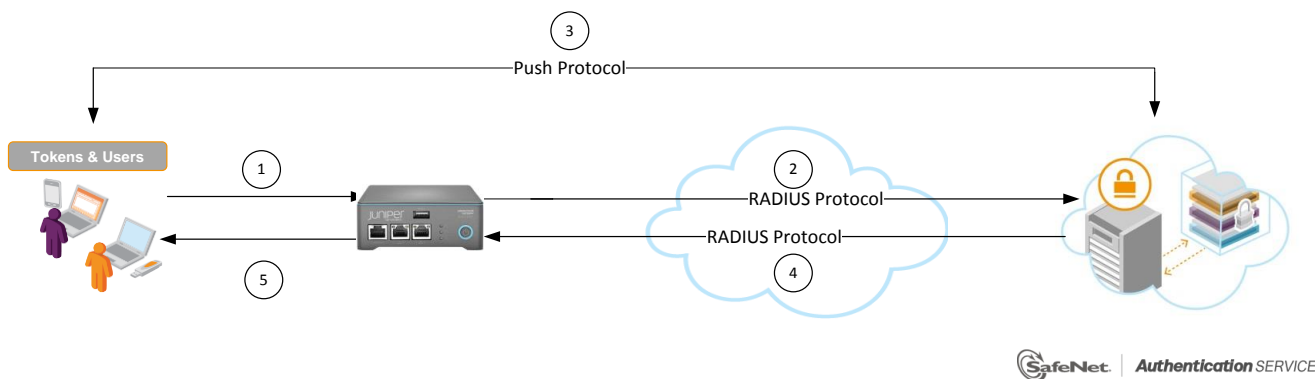 3
Push Protocol
Tokens & Users
1
2
RADIUS Protocol
JUNIPER
RADIUS Protocol
5
4
SafeNet. | Authentication SERVICE